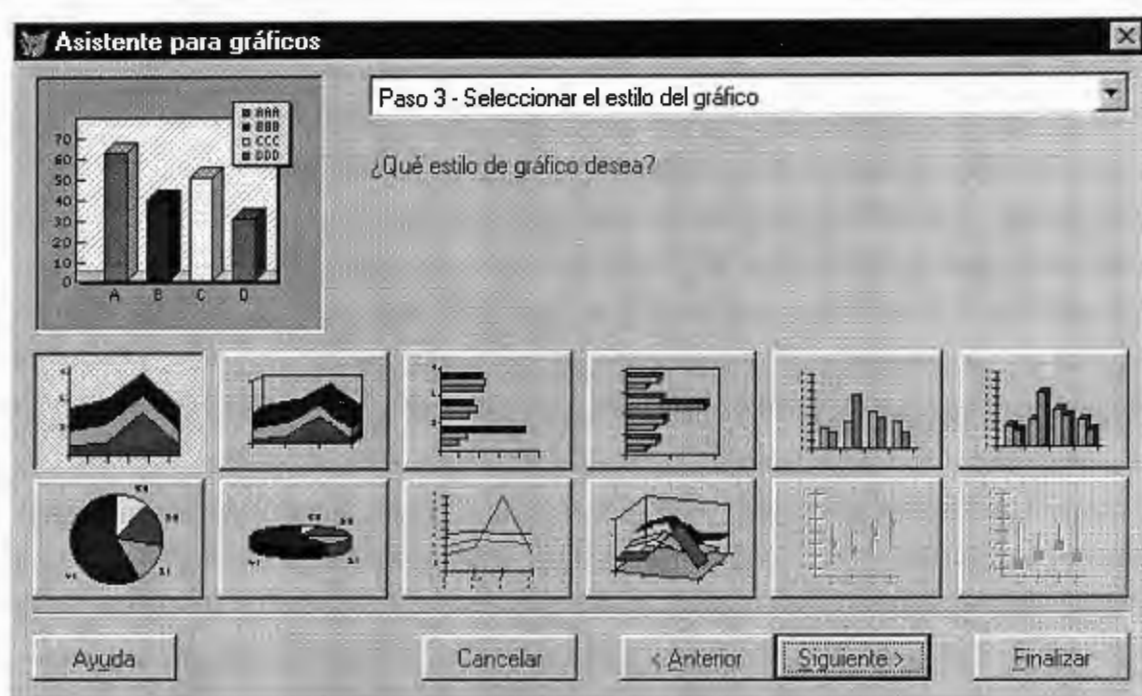 Asistente para gráficos
Paso 3 - Seleccionar el estilo del gráfico
¿Qué estilo de gráfico desea?
AAA
BBB
CCC
DDD
70
60
50
40
30
20
10
0
A B C D
Ayuda
Cancelar
< Anterior
Siguiente >
Finalizar